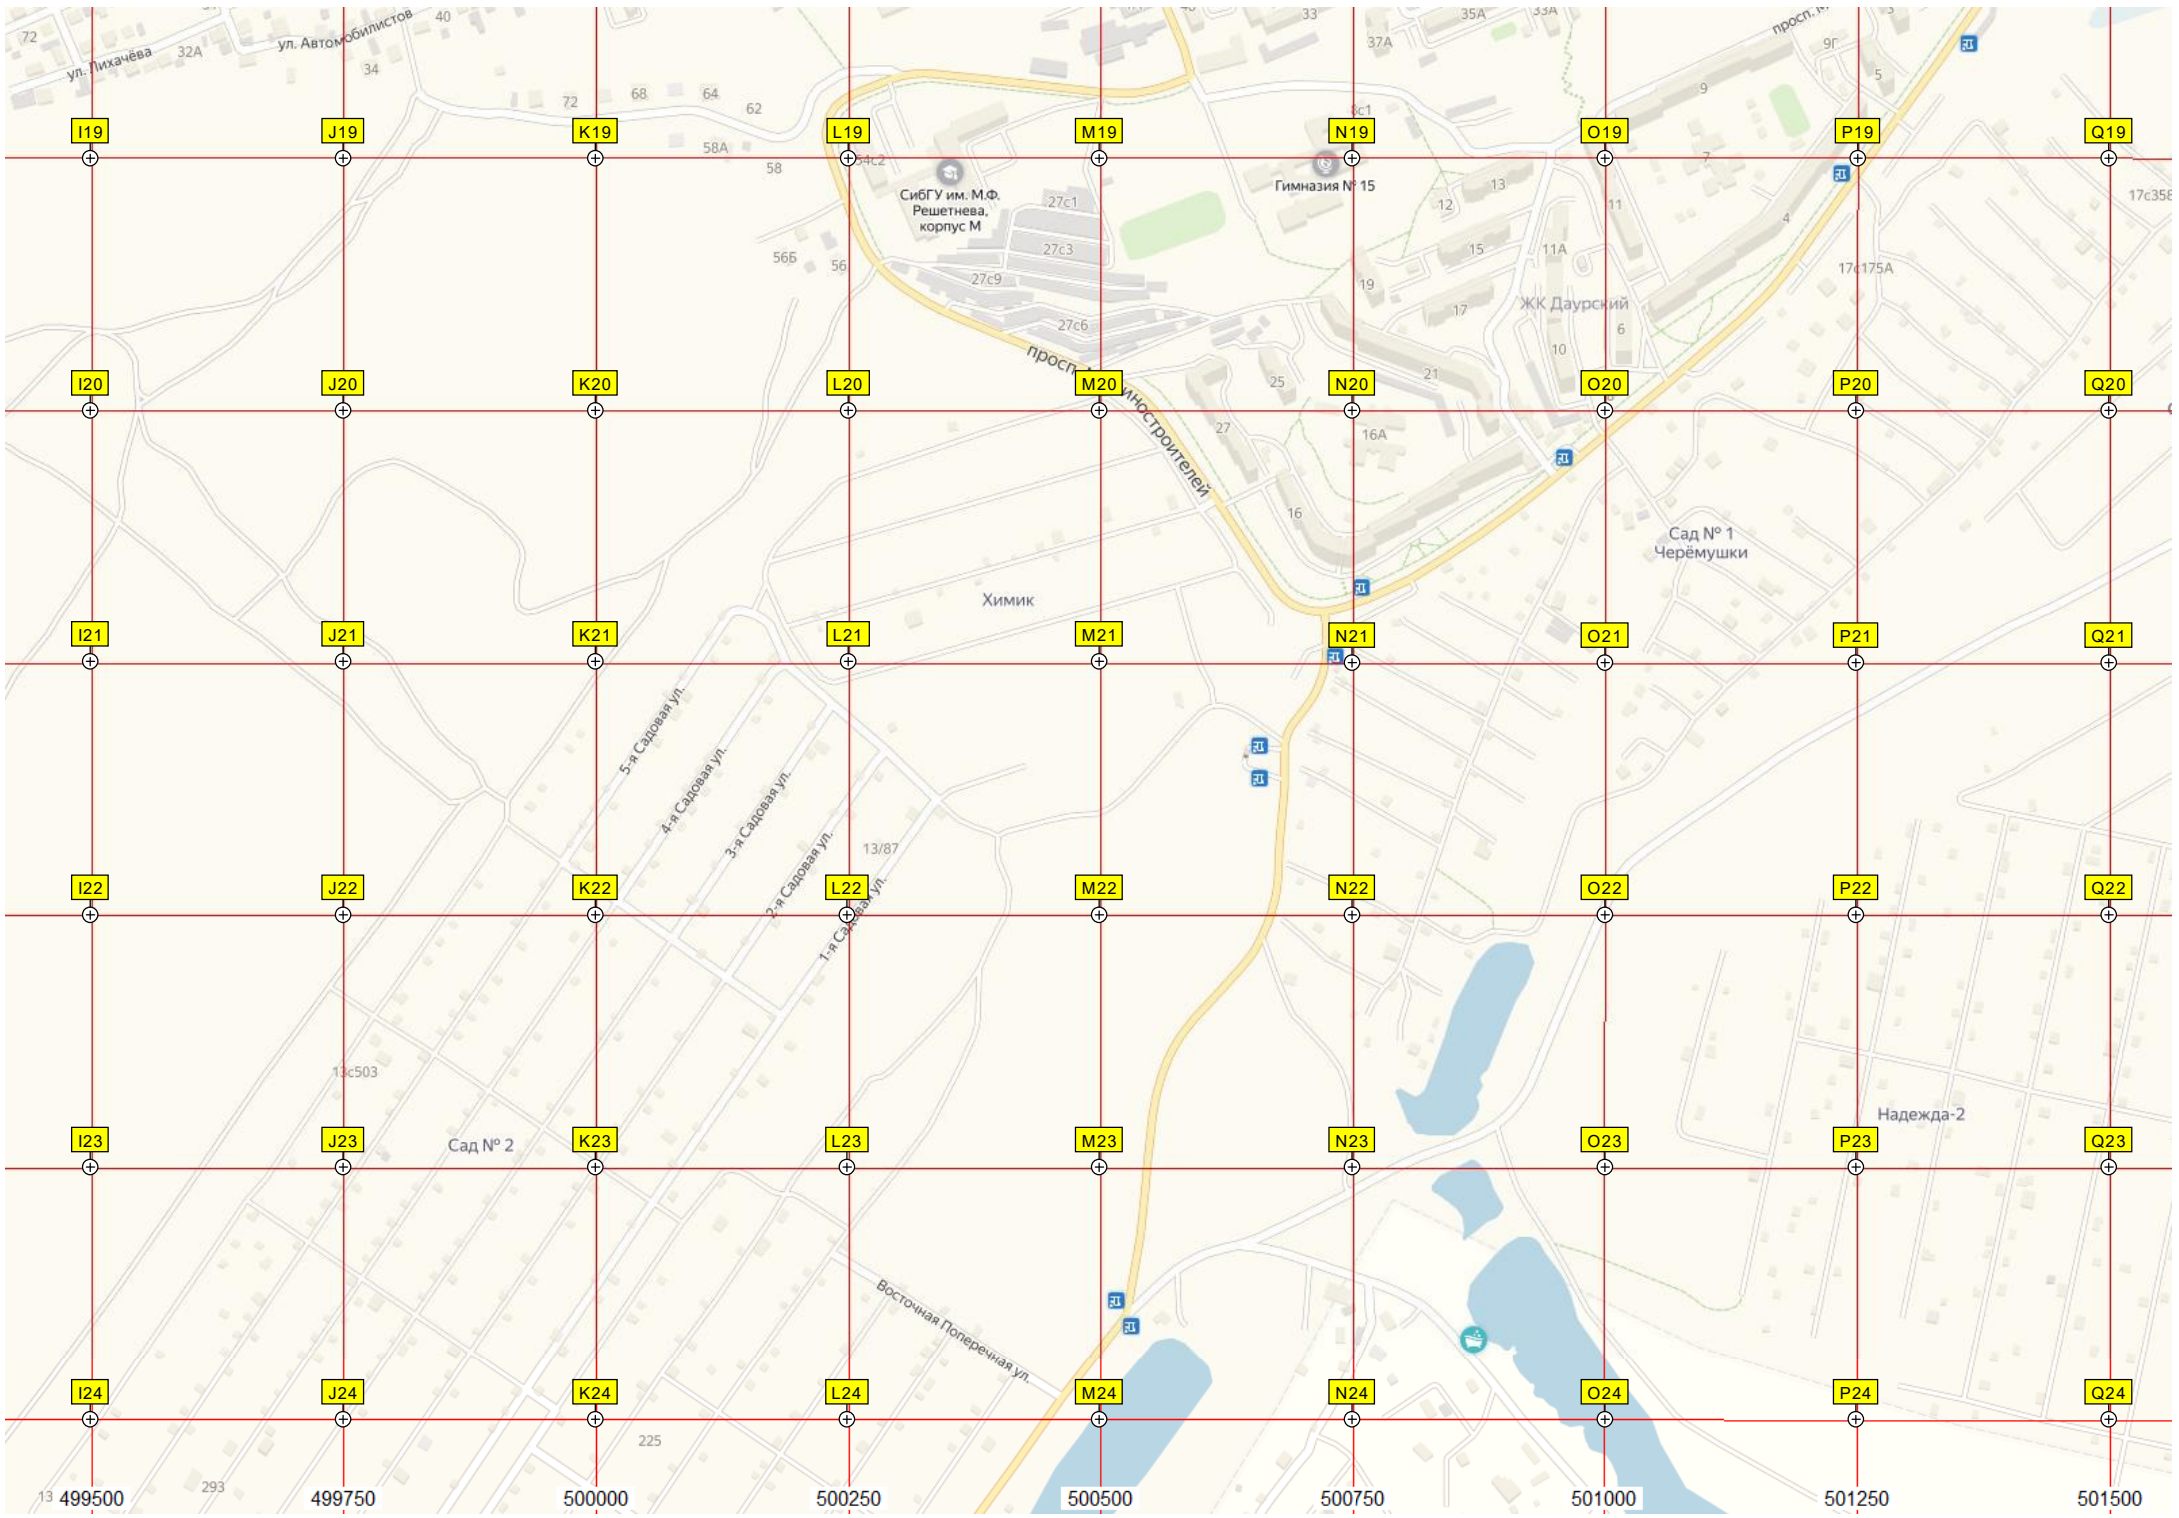 40
33
35А
33А
просп.
72
ул. Автомобилистов
32А
ул. Лихачёва
34
37А
9Г
5
9
72
68
64
62
8с1
I19
J19
K19
L19
M19
N19
O19
P19
Q19
58А
58
54с2
СибГУ им. М.Ф.
Решетнева,
корпус М
Гимназия № 15
13
12
7
11
4
17с358
27с1
27с3
27с9
27с6
56Б
56
15
11А
19
17
17с175А
ЖК Даурский
6
10
просп.
иностроителей
25
21
I20
J20
K20
L20
M20
N20
O20
P20
Q20
27
16А
16
Сад № 1
Черёмушки
Химик
I21
J21
K21
L21
M21
N21
O21
P21
Q21
5-я Садовая ул.
4-я Садовая ул.
3-я Садовая ул.
2-я Садовая ул.
1-я Садовая ул.
13/87
I22
J22
K22
L22
M22
N22
O22
P22
Q22
13с503
Сад № 2
Надежда-2
I23
J23
K23
L23
M23
N23
O23
P23
Q23
Восточная Поперечная ул.
I24
J24
K24
L24
M24
N24
O24
P24
Q24
225
293
13
499500
499750
500000
500250
500500
500750
501000
501250
501500